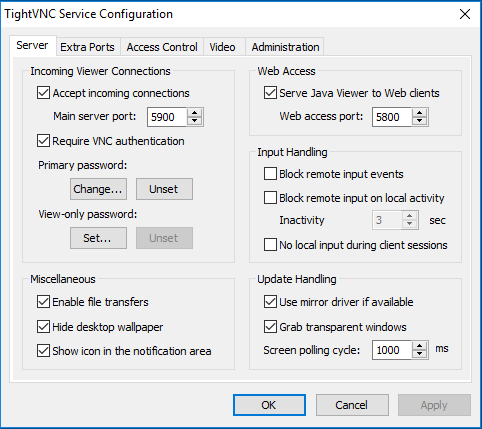 TightVNC Service Configuration
Server
Extra Ports
Access Control
Video
Administration
Incoming Viewer Connections
Accept incoming connections
Main server port: 5900
Require VNC authentication
Primary password:
Change... Unset
View-only password:
Set... Unset
Web Access
Serve Java Viewer to Web clients
Web access port: 5800
Input Handling
Block remote input events
Block remote input on local activity
Inactivity 3 sec
No local input during client sessions
Miscellaneous
Enable file transfers
Hide desktop wallpaper
Show icon in the notification area
Update Handling
Use mirror driver if available
Grab transparent windows
Screen polling cycle: 1000 ms
OK Cancel Apply